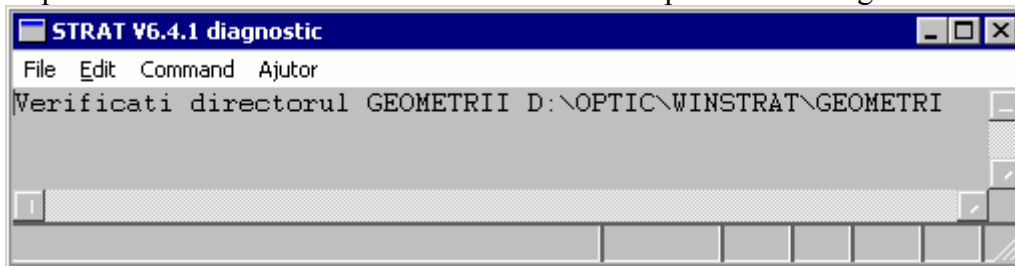 STRAT V6.4.1 diagnostic
File Edit Command Ajutor
Verificati directorul GEOMETRII D:\OPTIC\WINSTRAT\GEOMETRI